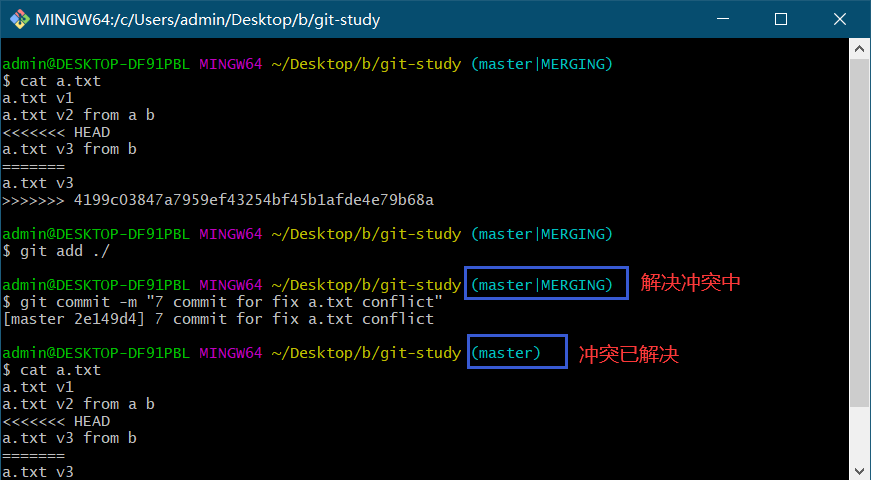 MINGW64:/c/Users/admin/Desktop/b/git-study
admin@DESKTOP-DF91PBL MINGW64 ~/Desktop/b/git-study (master|MERGING)
$ cat a.txt
a.txt v1
a.txt v2 from a b
<<<<<<< HEAD
a.txt v3 from b
=======
a.txt v3
>>>>>>> 4199c03847a7959ef43254bf45b1afde4e79b68a
admin@DESKTOP-DF91PBL MINGW64 ~/Desktop/b/git-study (master|MERGING)
$ git add ./
admin@DESKTOP-DF91PBL MINGW64 ~/Desktop/b/git-study (master|MERGING) 解决冲突中
$ git commit -m "7 commit for fix a.txt conflict"
[master 2e149d4] 7 commit for fix a.txt conflict
admin@DESKTOP-DF91PBL MINGW64 ~/Desktop/b/git-study (master) 冲突已解决
$ cat a.txt
a.txt v1
a.txt v2 from a b
<<<<<<< HEAD
a.txt v3 from b
=======
a.txt v3